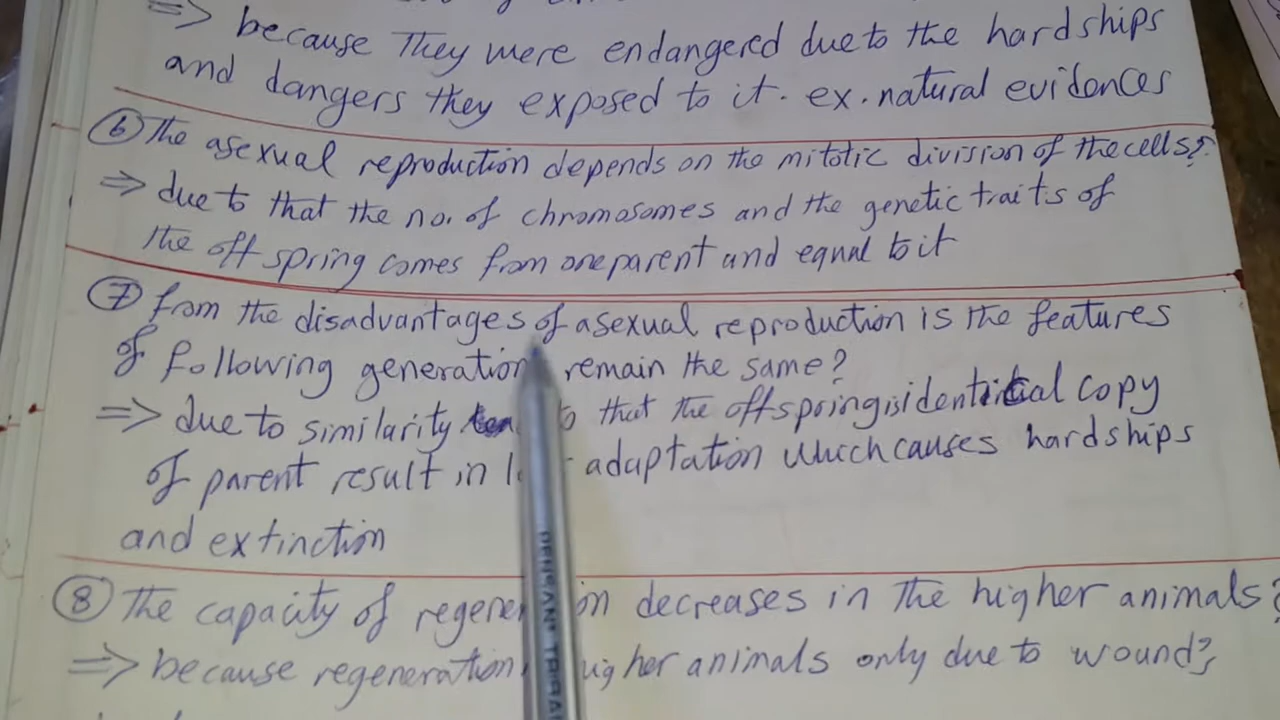 => because They were endangered due to the hardships
and dangers they exposed to it. ex. natural evidences
⑥ The asexual reproduction depends on the mitotic division of the cells?
=> due to that the no. of chromosomes and the genetic traits of
the offspring comes from one parent and equal to it
⑦ from the disadvantages of asexual reproduction is the features
of following generation remain the same?
=> due to similarity to that the offspring is identical copy
of parent result in adaptation which causes hardships
and extinction
⑧ The capacity of regeneration decreases in the higher animals?
=> because regeneration higher animals only due to wound
PENSAN TRI